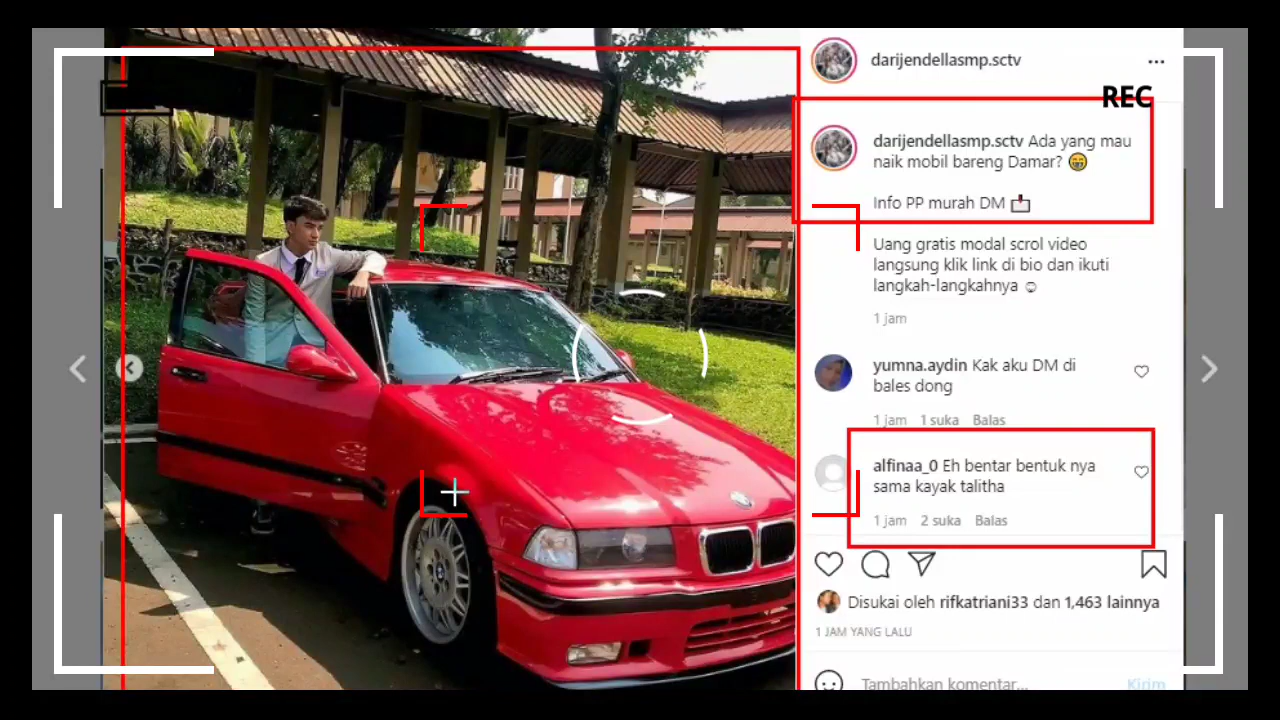 darijendellasmp.sctv
REC
darijendellasmp.sctv Ada yang mau
naik mobil bareng Damar? 😁
Info PP murah DM 📩
Uang gratis modal scrol video
langsung klik link di bio dan ikuti
langkah-langkahnya ☺
1 jam
yumna.aydin Kak aku DM di
bales dong
1 jam 1 suka Balas
alfinaa_0 Eh bentar bentuk nya
sama kayak talitha
1 jam 2 suka Balas
Disukai oleh rifkatriani33 dan 1,463 lainnya
1 JAM YANG LALU
Tambahkan komentar... Kirim